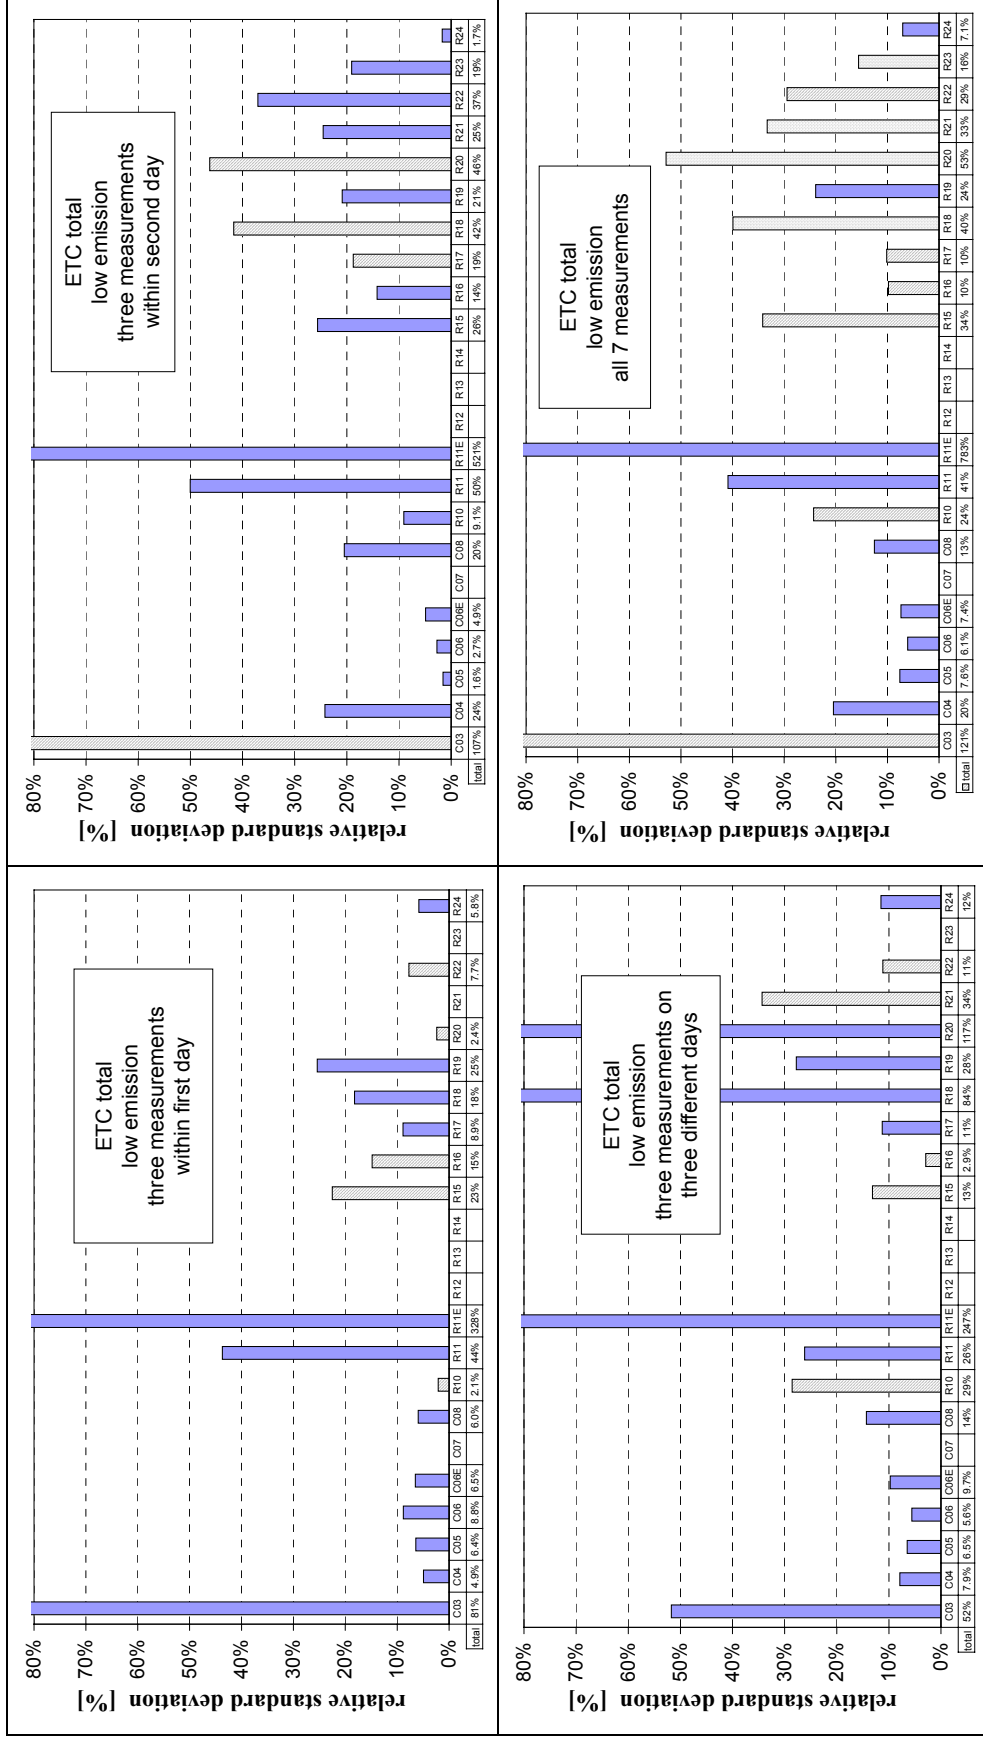 relative standard deviation [%]
80%
70%
60%
50%
40%
30%
20%
10%
0%
ETC total
low emission
three measurements
within first day
C03 C04 C05 C06 C06E C07 C08 R10 R11 R11E R12 R13 R14 R15 R16 R17 R18 R19 R20 R21 R22 R23 R24
total 81% 4.9% 6.4% 8.8% 6.5% 6.0% 2.1% 44% 328% 23% 15% 8.9% 18% 25% 2.4% 7.7% 5.8%
relative standard deviation [%]
80%
70%
60%
50%
40%
30%
20%
10%
0%
ETC total
low emission
three measurements
within second day
C03 C04 C05 C06 C06E C07 C08 R10 R11 R11E R12 R13 R14 R15 R16 R17 R18 R19 R20 R21 R22 R23 R24
total 107% 24% 1.6% 2.7% 4.9% 20% 9.1% 50% 521% 26% 14% 19% 42% 21% 46% 25% 37% 19% 1.7%
relative standard deviation [%]
80%
70%
60%
50%
40%
30%
20%
10%
0%
ETC total
low emission
three measurements on
three different days
C03 C04 C05 C06 C06E C07 C08 R10 R11 R11E R12 R13 R14 R15 R16 R17 R18 R19 R20 R21 R22 R23 R24
total 52% 7.9% 6.5% 5.6% 9.7% 14% 29% 26% 247% 13% 2.9% 11% 84% 28% 117% 34% 11% 12%
relative standard deviation [%]
80%
70%
60%
50%
40%
30%
20%
10%
0%
ETC total
low emission
all 7 measurements
C03 C04 C05 C06 C06E C07 C08 R10 R11 R11E R12 R13 R14 R15 R16 R17 R18 R19 R20 R21 R22 R23 R24
total 121% 20% 7.6% 6.1% 7.4% 13% 24% 41% 783% 34% 10% 10% 40% 24% 53% 33% 29% 16% 7.1%